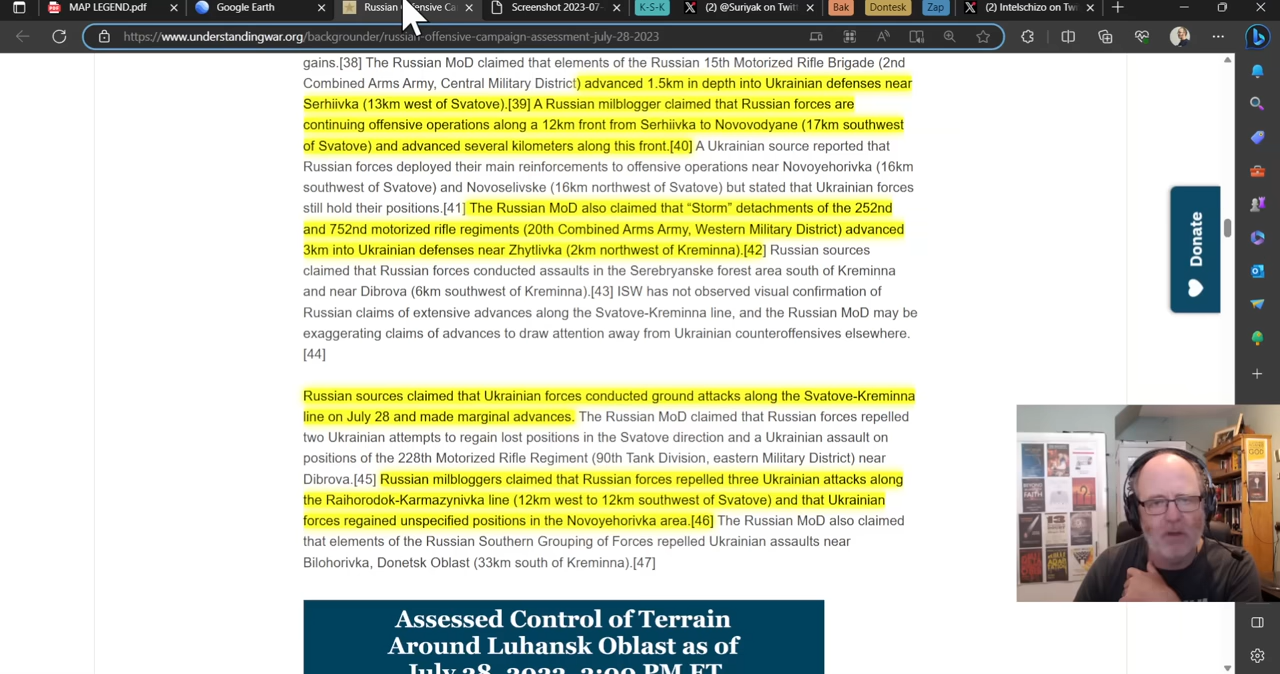 MAP LEGEND.pdf
Google Earth
Russian Offensive Ca
Screenshot 2023-07-
K-S-K
(2) @Suriyak on Twitt
Bak
Dontesk
Zap
(2) Intelschizo on Tw
https://www.understandingwar.org/backgrounder/russian-offensive-campaign-assessment-july-28-2023
gains.[38] The Russian MoD claimed that elements of the Russian 15th Motorized Rifle Brigade (2nd
Combined Arms Army, Central Military District) advanced 1.5km in depth into Ukrainian defenses near
Serhiivka (13km west of Svatove).[39] A Russian milblogger claimed that Russian forces are
continuing offensive operations along a 12km front from Serhiivka to Novovodyane (17km southwest
of Svatove) and advanced several kilometers along this front.[40] A Ukrainian source reported that
Russian forces deployed their main reinforcements to offensive operations near Novoyehorivka (16km
southwest of Svatove) and Novoselivske (16km northwest of Svatove) but stated that Ukrainian forces
still hold their positions.[41] The Russian MoD also claimed that “Storm” detachments of the 252nd
and 752nd motorized rifle regiments (20th Combined Arms Army, Western Military District) advanced
3km into Ukrainian defenses near Zhytlivka (2km northwest of Kreminna).[42] Russian sources
claimed that Russian forces conducted assaults in the Serebryanske forest area south of Kreminna
and near Dibrova (6km southwest of Kreminna).[43] ISW has not observed visual confirmation of
Russian claims of extensive advances along the Svatove-Kreminna line, and the Russian MoD may be
exaggerating claims of advances to draw attention away from Ukrainian counteroffensives elsewhere.
[44]
Russian sources claimed that Ukrainian forces conducted ground attacks along the Svatove-Kreminna
line on July 28 and made marginal advances. The Russian MoD claimed that Russian forces repelled
two Ukrainian attempts to regain lost positions in the Svatove direction and a Ukrainian assault on
positions of the 228th Motorized Rifle Regiment (90th Tank Division, eastern Military District) near
Dibrova.[45] Russian milbloggers claimed that Russian forces repelled three Ukrainian attacks along
the Raihorodok-Karmazynivka line (12km west to 12km southwest of Svatove) and that Ukrainian
forces regained unspecified positions in the Novoyehorivka area.[46] The Russian MoD also claimed
that elements of the Russian Southern Grouping of Forces repelled Ukrainian assaults near
Bilohorivka, Donetsk Oblast (33km south of Kreminna).[47]
Assessed Control of Terrain
Around Luhansk Oblast as of
July 28, 2023, 3:00 PM ET
Donate